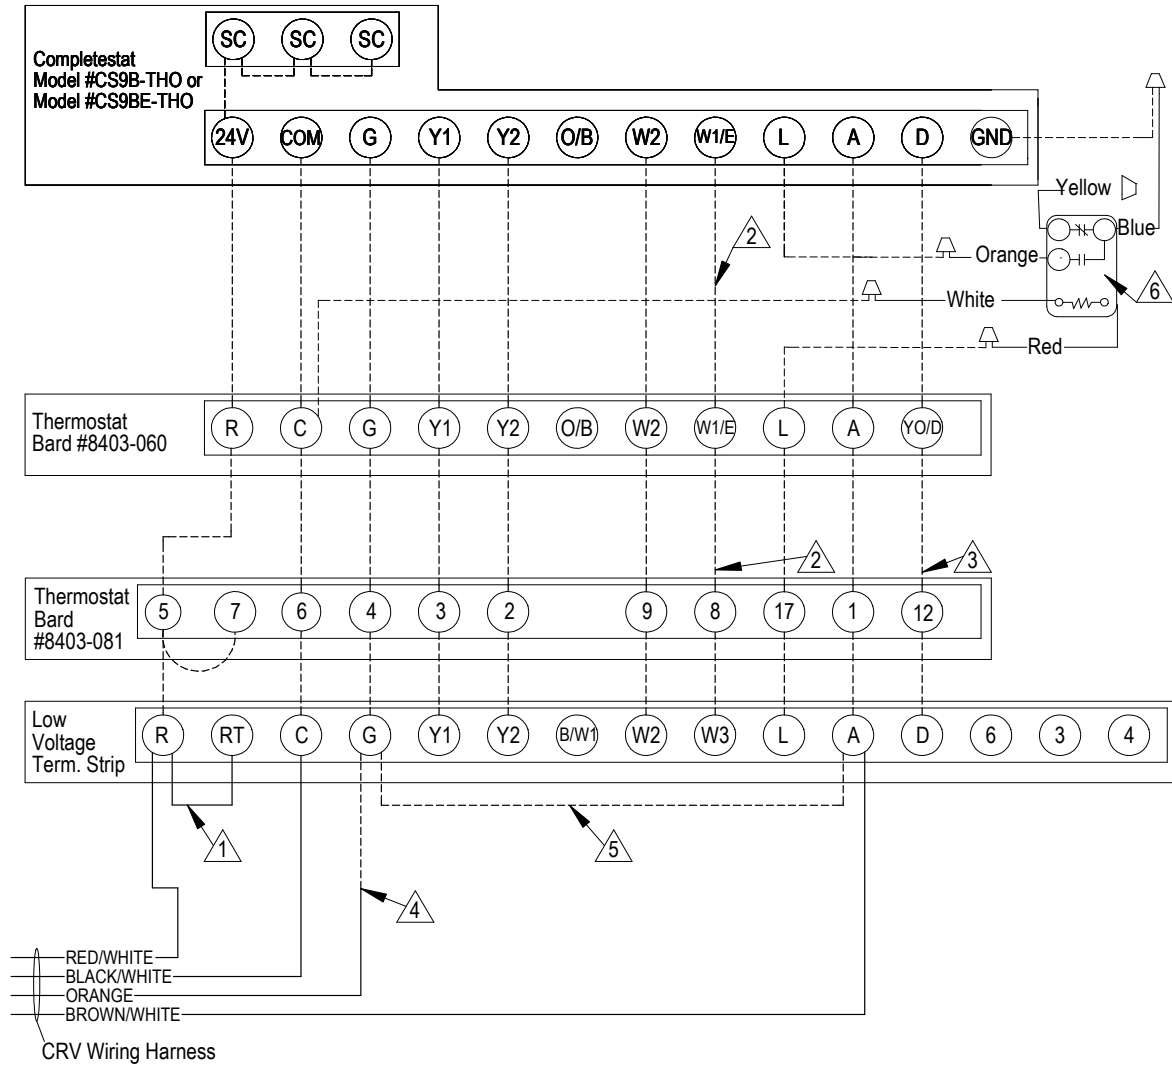 SC SC SC
Completestat
Model #CS9B-THO or
Model #CS9BE-THO
24V COM G Y1 Y2 O/B W2 W1/E L A D GND
Yellow
Blue
2
Orange
6
White
Red
Thermostat
Bard #8403-060
R C G Y1 Y2 O/B W2 W1/E L A YO/D
2 3
Thermostat
Bard
#8403-081
5 7 6 4 3 2 9 8 17 1 12
Low
Voltage
Term. Strip
R RT C G Y1 Y2 B/W1 W2 W3 L A D 6 3 4
1 5
4
RED/WHITE
BLACK/WHITE
ORANGE
BROWN/WHITE
CRV Wiring Harness